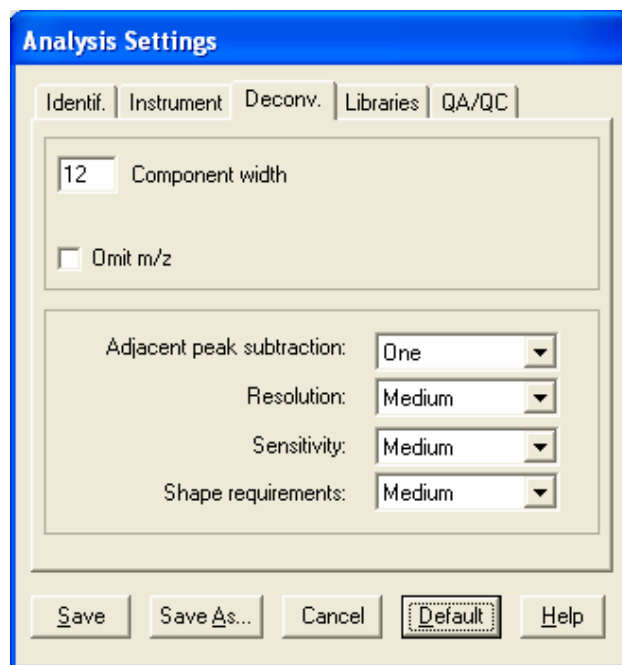 Analysis Settings
Identif. Instrument Deconv. Libraries QA/QC
12 Component width
Omit m/z
Adjacent peak subtraction: One
Resolution: Medium
Sensitivity: Medium
Shape requirements: Medium
Save Save As... Cancel Default Help